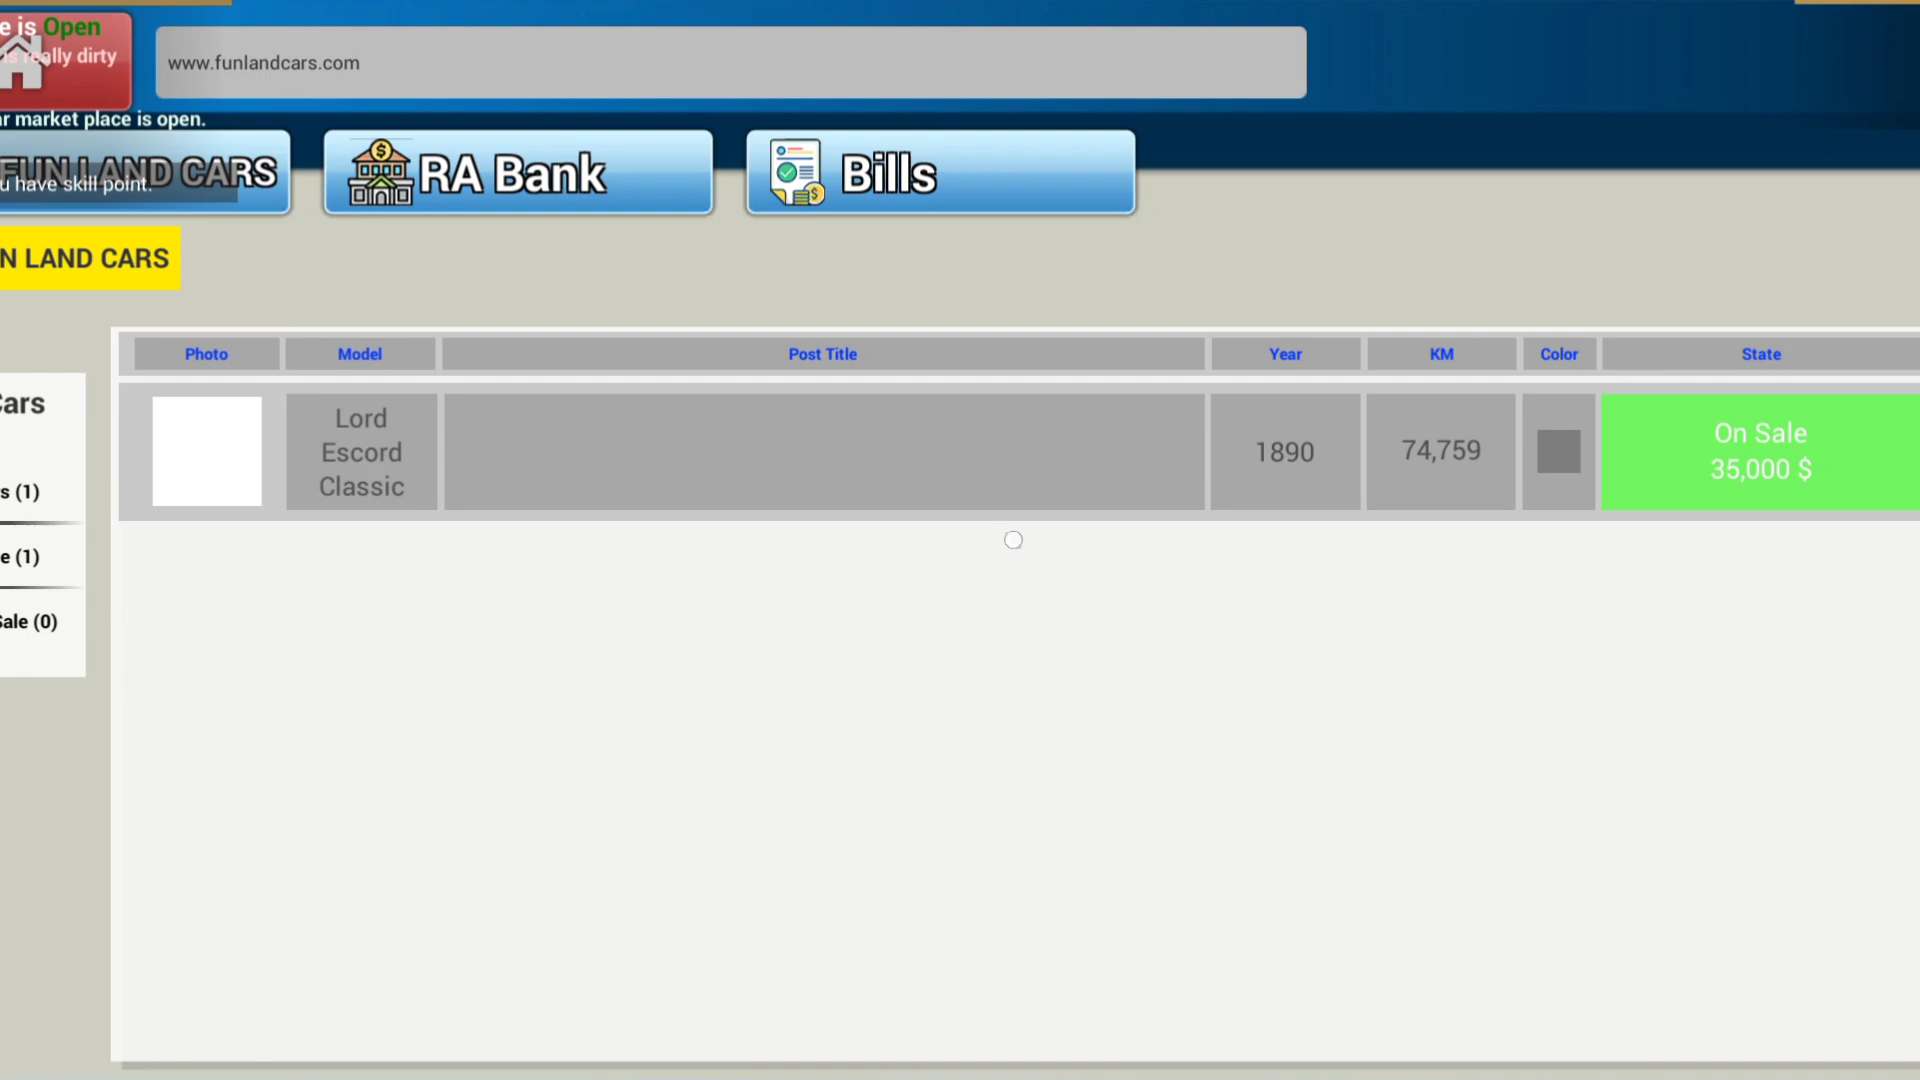 e is Open
is really dirty
www.funlandcars.com
ar market place is open.
FUN LAND CARS
u have skill point.
RA Bank
Bills
N LAND CARS
Photo
Model
Post Title
Year
KM
Color
State
Cars
s (1)
e (1)
Sale (0)
Lord
Escord
Classic
1890
74,759
On Sale
35,000 $